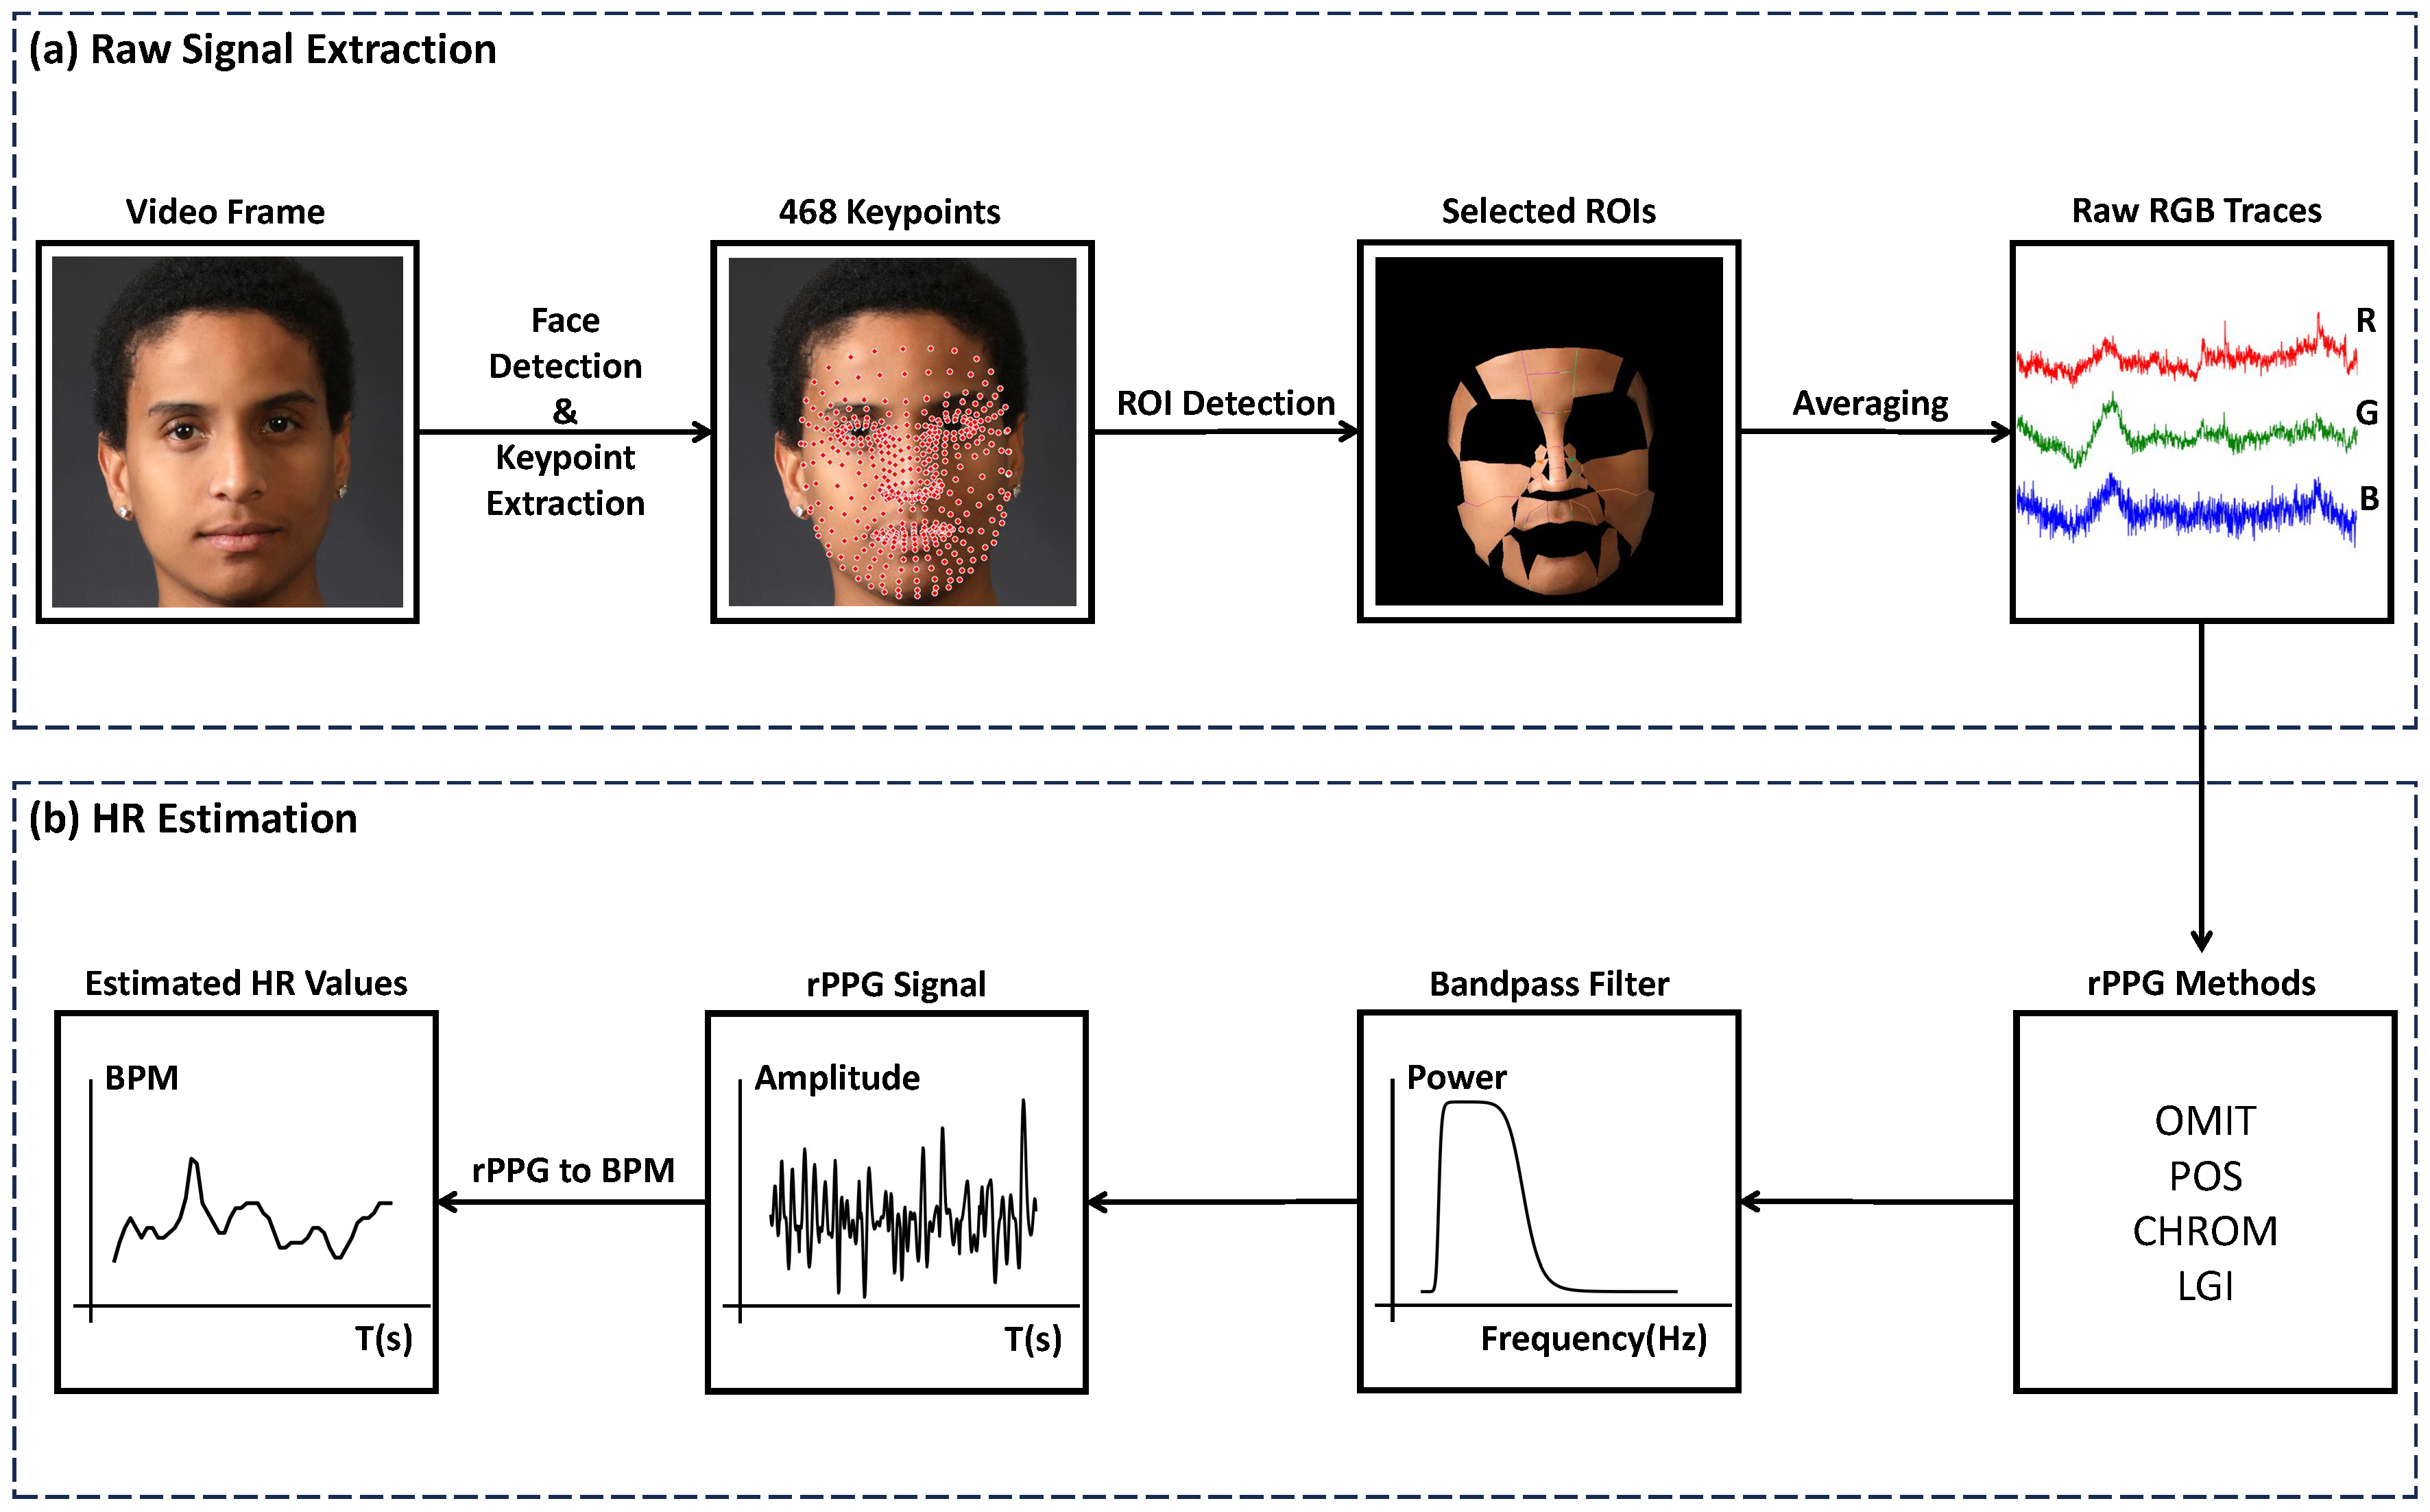 (a) Raw Signal Extraction
Video Frame
Face
Detection
&
Keypoint
Extraction
468 Keypoints
ROI Detection
Selected ROIs
Averaging
Raw RGB Traces
R
G
B
(b) HR Estimation
Estimated HR Values
BPM
T(s)
rPPG to BPM
rPPG Signal
Amplitude
T(s)
Bandpass Filter
Power
Frequency(Hz)
rPPG Methods
OMIT
POS
CHROM
LGI